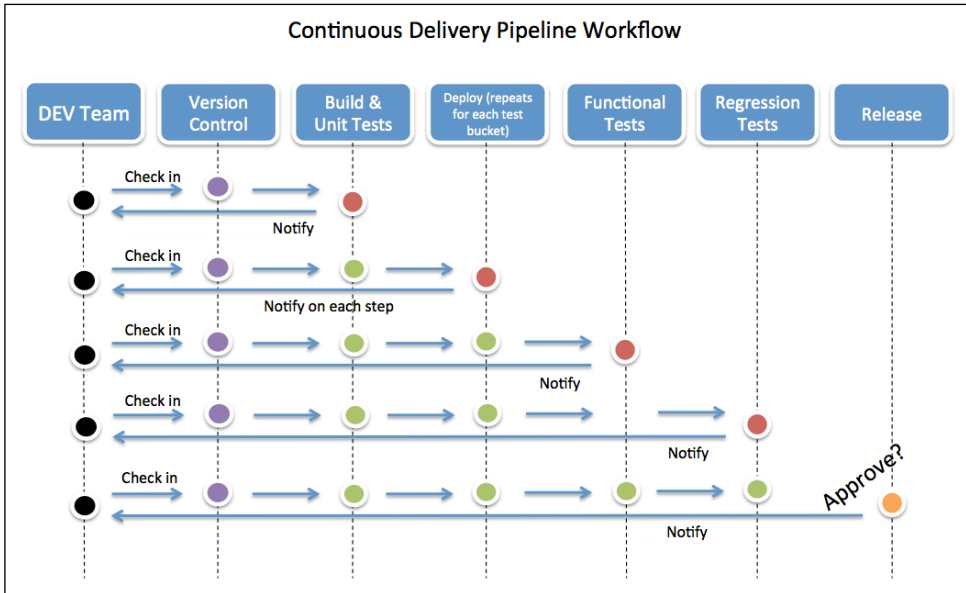 Continuous Delivery Pipeline Workflow
DEV Team
Version
Control
Build &
Unit Tests
Deploy (repeats
for each test
bucket)
Functional
Tests
Regression
Tests
Release
Check in
Notify
Check in
Notify on each step
Check in
Notify
Check in
Notify
Check in
Approve?
Notify